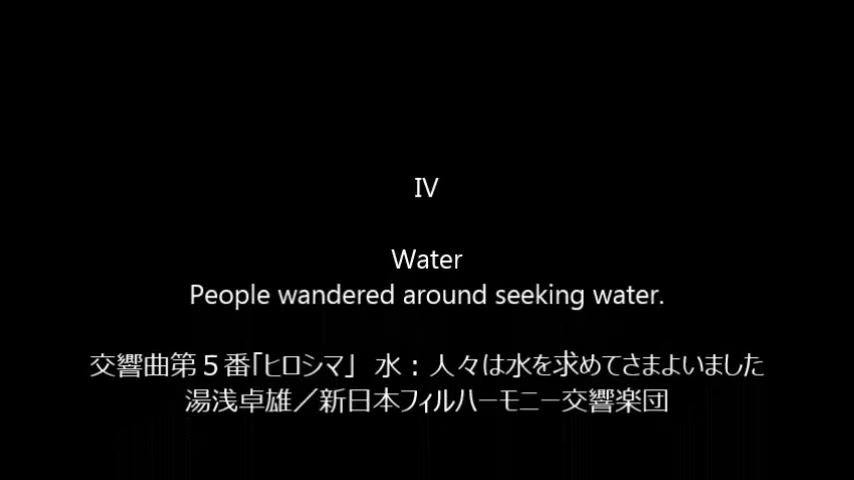 IV
Water
People wandered around seeking water.
交響曲第５番｢ヒロシマ｣　水：人々は水を求めてさまよいました
湯浅卓雄／新日本フィルハーモニー交響楽団